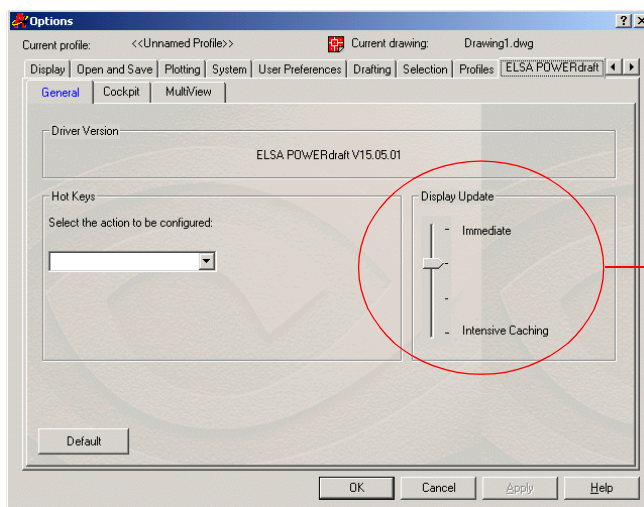 Options
Current profile: <<Unnamed Profile>> Current drawing: Drawing1.dwg
Display Open and Save Plotting System User Preferences Drafting Selection Profiles ELSA POWERdraft
General Cockpit MultiView
Driver Version
ELSA POWERdraft V15.05.01
Hot Keys
Select the action to be configured:
Display Update
Immediate
Intensive Caching
Default
OK Cancel Apply Help